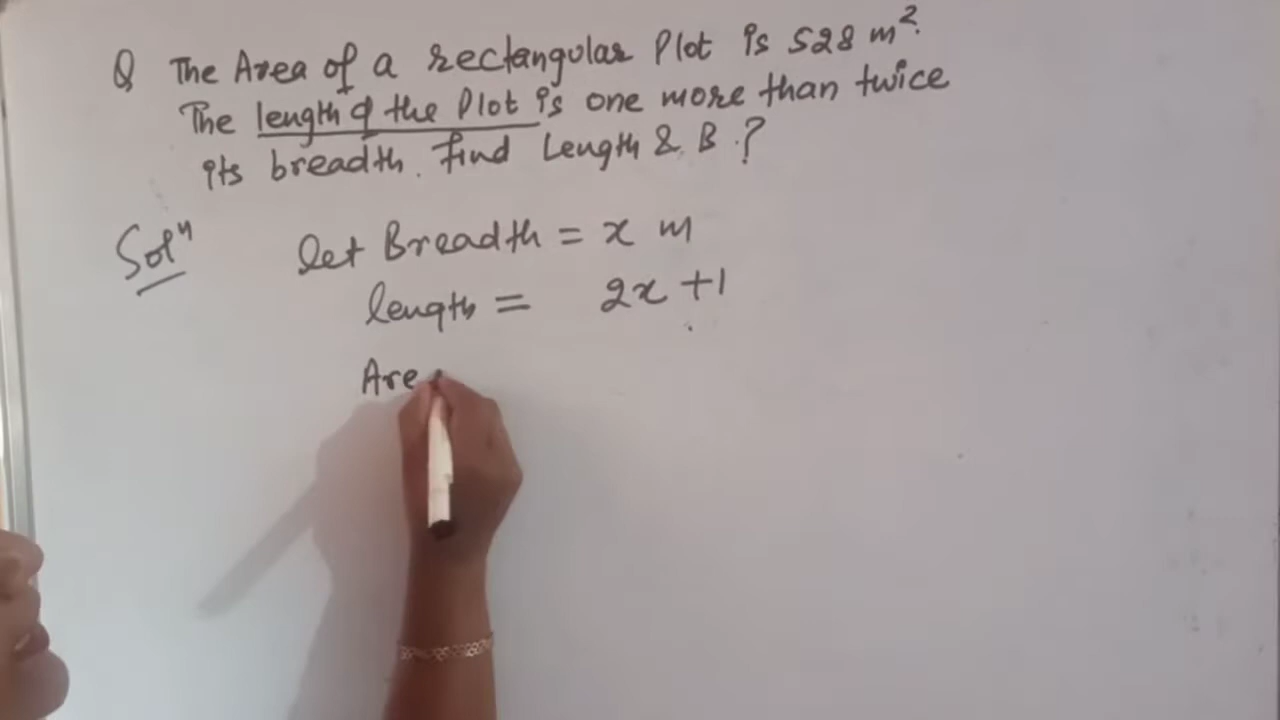 Q The Area of a rectangular Plot is 528 m².
The length of the Plot is one more than twice
its breadth. find Length & B.?
Solⁿ let Breadth = x m
length = 2x + 1
Are